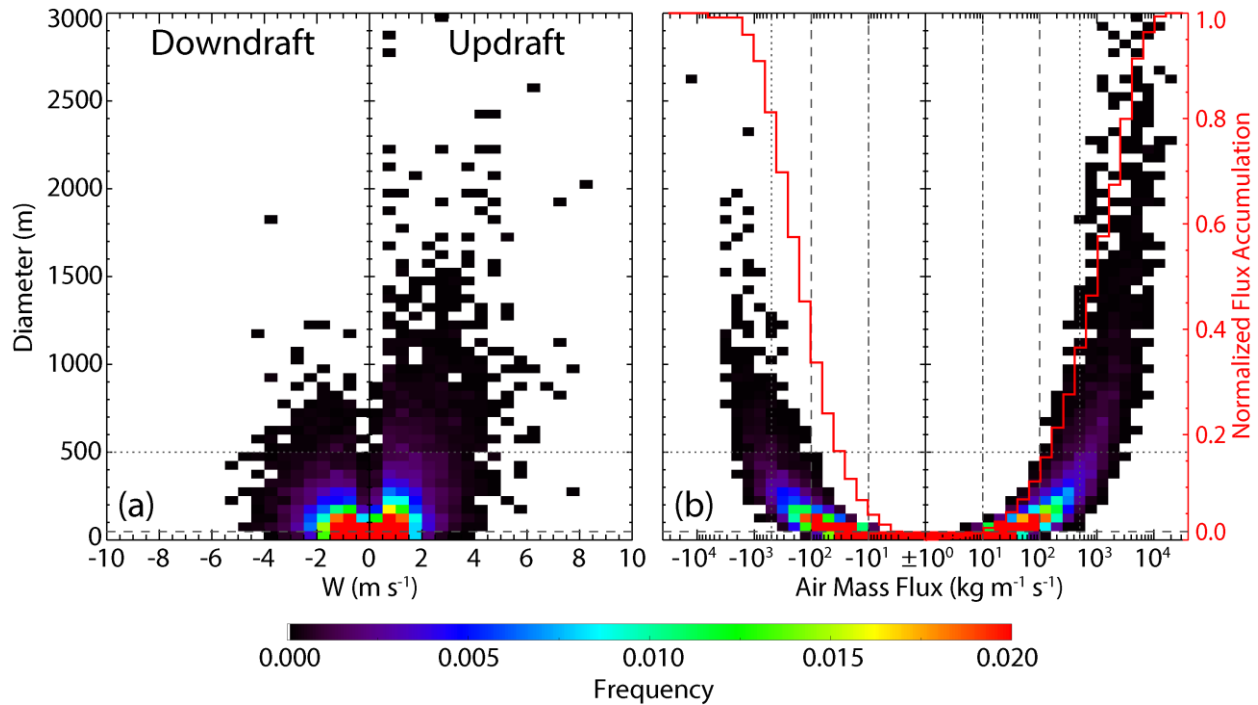 Downdraft Updraft
3000
2500
2000
1500
1000
500
0
Diameter (m)
(a)
-10 -8 -6 -4 -2 0 2 4 6 8 10
W (m s⁻¹)
(b)
-10⁴ -10³ -10² -10¹ ±10⁰ 10¹ 10² 10³ 10⁴
Air Mass Flux (kg m⁻¹ s⁻¹)
1.0
0.8
0.6
0.4
0.2
0.0
Normalized Flux Accumulation
0.000 0.005 0.010 0.015 0.020
Frequency